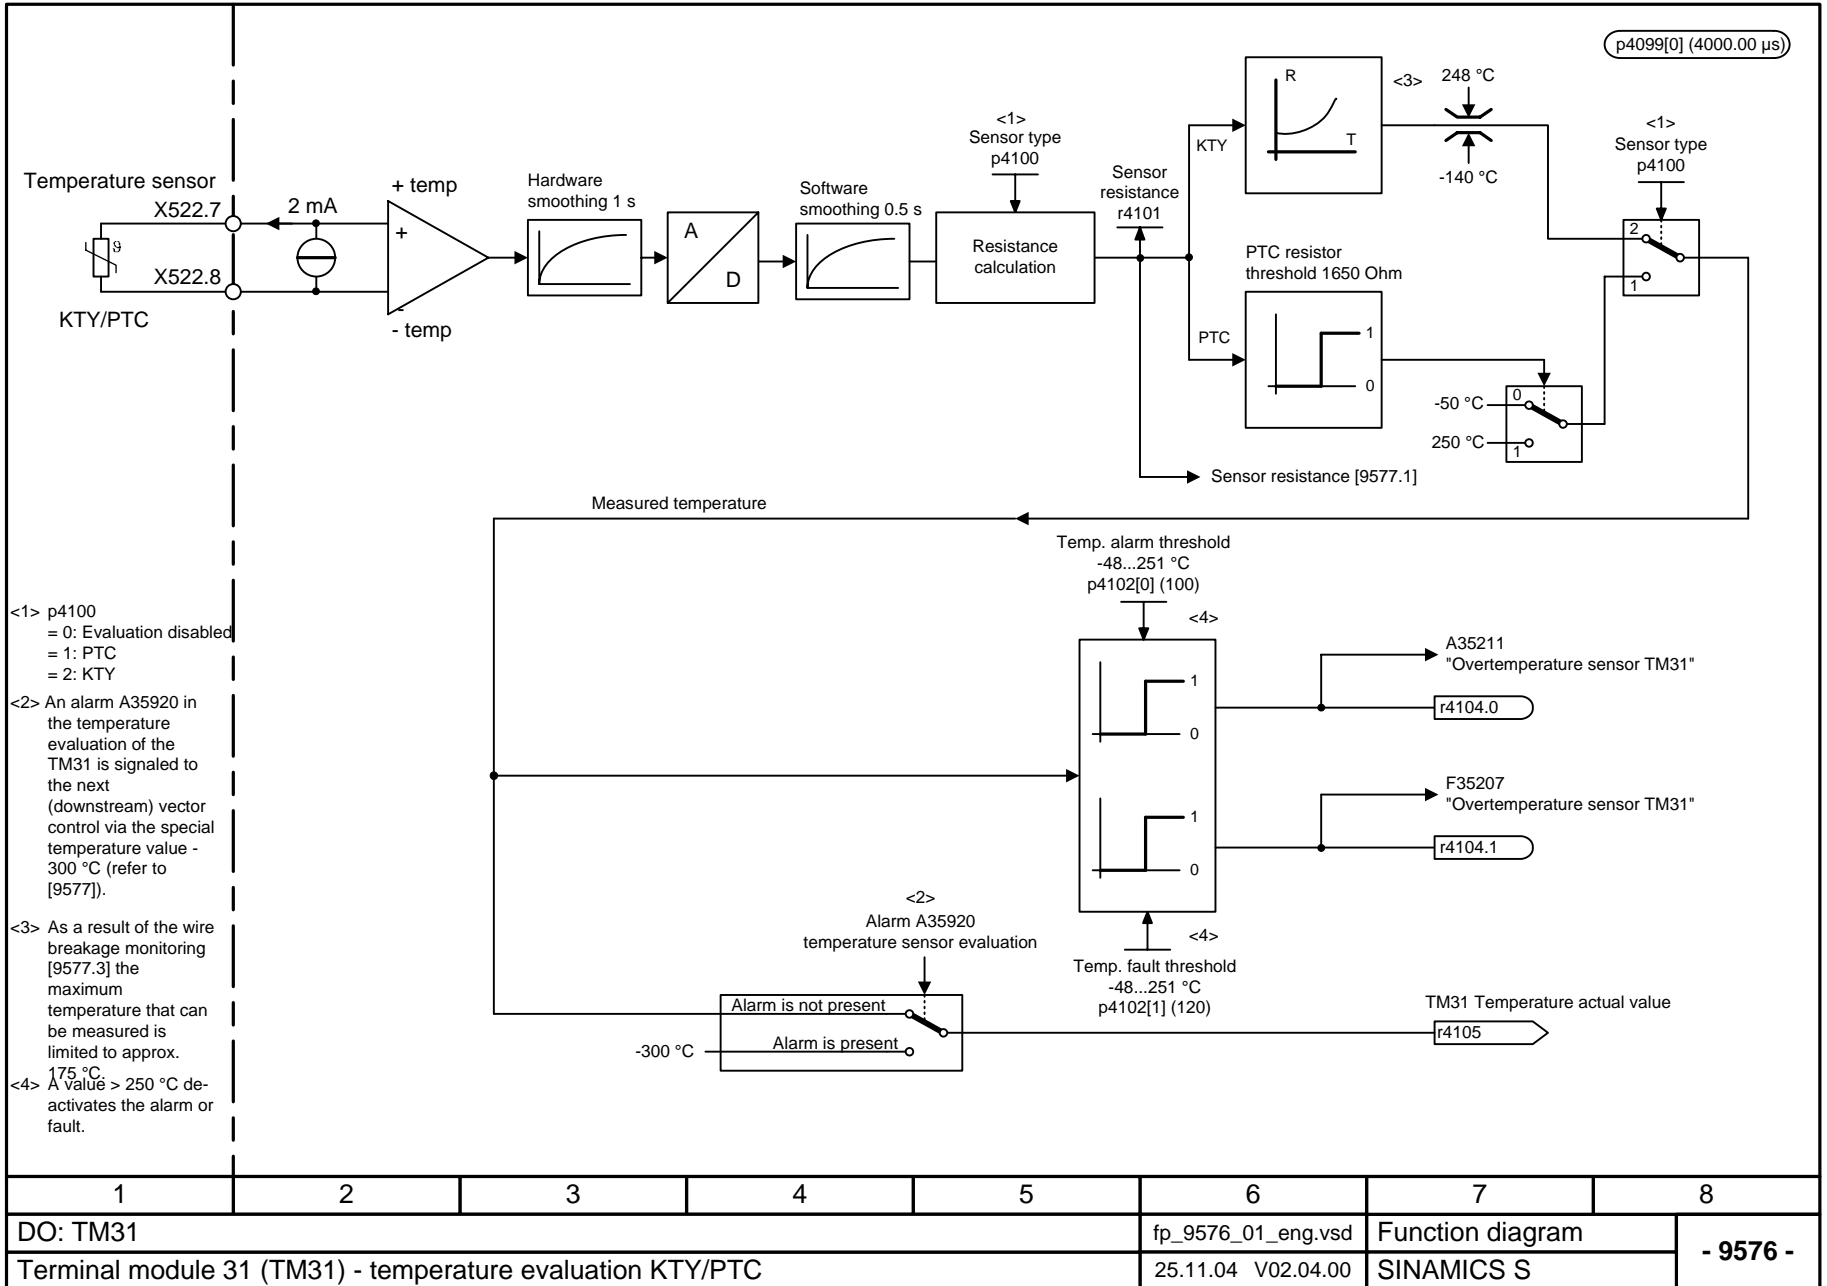 p4099[0] (4000.00 µs)
Temperature sensor
X522.7
ϑ
X522.8
KTY/PTC
2 mA
+ temp
+
-
- temp
Hardware
smoothing 1 s
A
D
Software
smoothing 0.5 s
<1>
Sensor type
p4100
Resistance
calculation
Sensor
resistance
r4101
KTY
R
T
<3>
248 °C
-140 °C
<1>
Sensor type
p4100
2
1
PTC resistor
threshold 1650 Ohm
PTC
1
0
-50 °C
0
250 °C
1
Sensor resistance [9577.1]
Measured temperature
Temp. alarm threshold
-48...251 °C
p4102[0] (100)
<4>
1
0
A35211
"Overtemperature sensor TM31"
r4104.0
1
0
F35207
"Overtemperature sensor TM31"
r4104.1
<4>
Temp. fault threshold
-48...251 °C
p4102[1] (120)
<2>
Alarm A35920
temperature sensor evaluation
Alarm is not present
-300 °C
Alarm is present
TM31 Temperature actual value
r4105
<1> p4100
= 0: Evaluation disabled
= 1: PTC
= 2: KTY
<2> An alarm A35920 in
the temperature
evaluation of the
TM31 is signaled to
the next
(downstream) vector
control via the special
temperature value -
300 °C (refer to
[9577]).
<3> As a result of the wire
breakage monitoring
[9577.3] the
maximum
temperature that can
be measured is
limited to approx.
175 °C.
<4> A value > 250 °C de-
activates the alarm or
fault.
1 2 3 4 5 6 7 8
DO: TM31
fp_9576_01_eng.vsd
Function diagram
- 9576 -
Terminal module 31 (TM31) - temperature evaluation KTY/PTC
25.11.04 V02.04.00
SINAMICS S